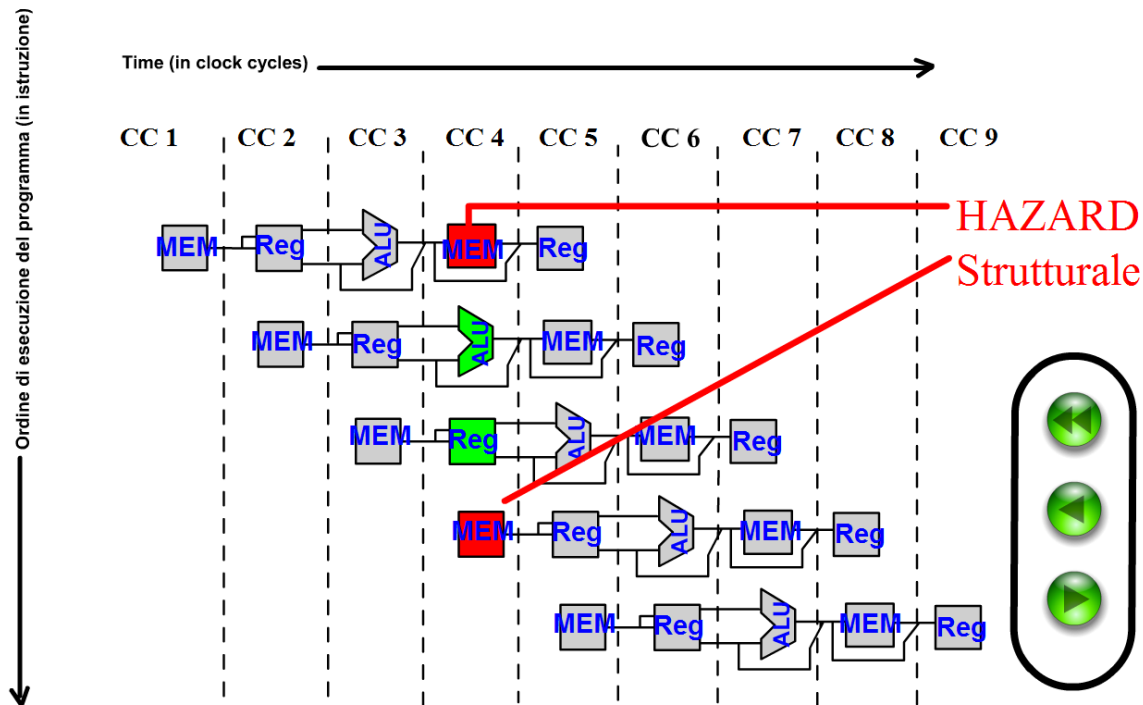 Time (in clock cycles)
Ordine di esecuzione del programma (in istruzione)
CC 1 CC 2 CC 3 CC 4 CC 5 CC 6 CC 7 CC 8 CC 9
HAZARD
Strutturale
MEM Reg ALU MEM Reg
MEM Reg ALU MEM Reg
MEM Reg ALU MEM Reg
MEM Reg ALU MEM Reg
MEM Reg ALU MEM Reg